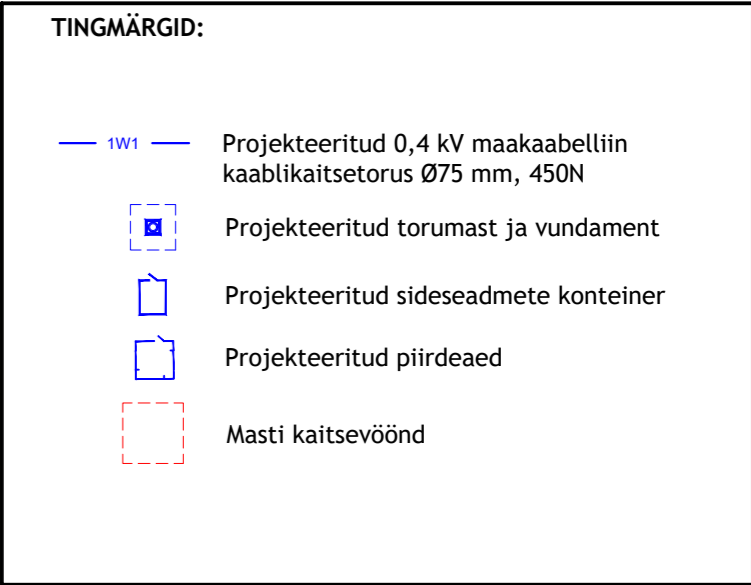 TINGMÄRGID:
1W1 Projekteeritud 0,4 kV maakaabelliin
kaablikaitsetorus Ø75 mm, 450N
Projekteeritud torumast ja vundament
Projekteeritud sideseadmete konteiner
Projekteeritud piirdeaed
Masti kaitsevöönd